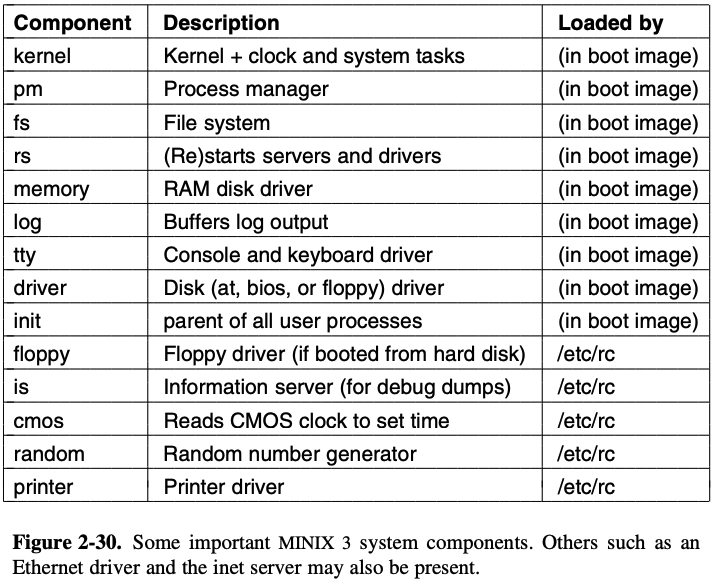 Component Description Loaded by
kernel Kernel + clock and system tasks (in boot image)
pm Process manager (in boot image)
fs File system (in boot image)
rs (Re)starts servers and drivers (in boot image)
memory RAM disk driver (in boot image)
log Buffers log output (in boot image)
tty Console and keyboard driver (in boot image)
driver Disk (at, bios, or floppy) driver (in boot image)
init parent of all user processes (in boot image)
floppy Floppy driver (if booted from hard disk) /etc/rc
is Information server (for debug dumps) /etc/rc
cmos Reads CMOS clock to set time /etc/rc
random Random number generator /etc/rc
printer Printer driver /etc/rc
Figure 2-30. Some important MINIX 3 system components. Others such as an
Ethernet driver and the inet server may also be present.